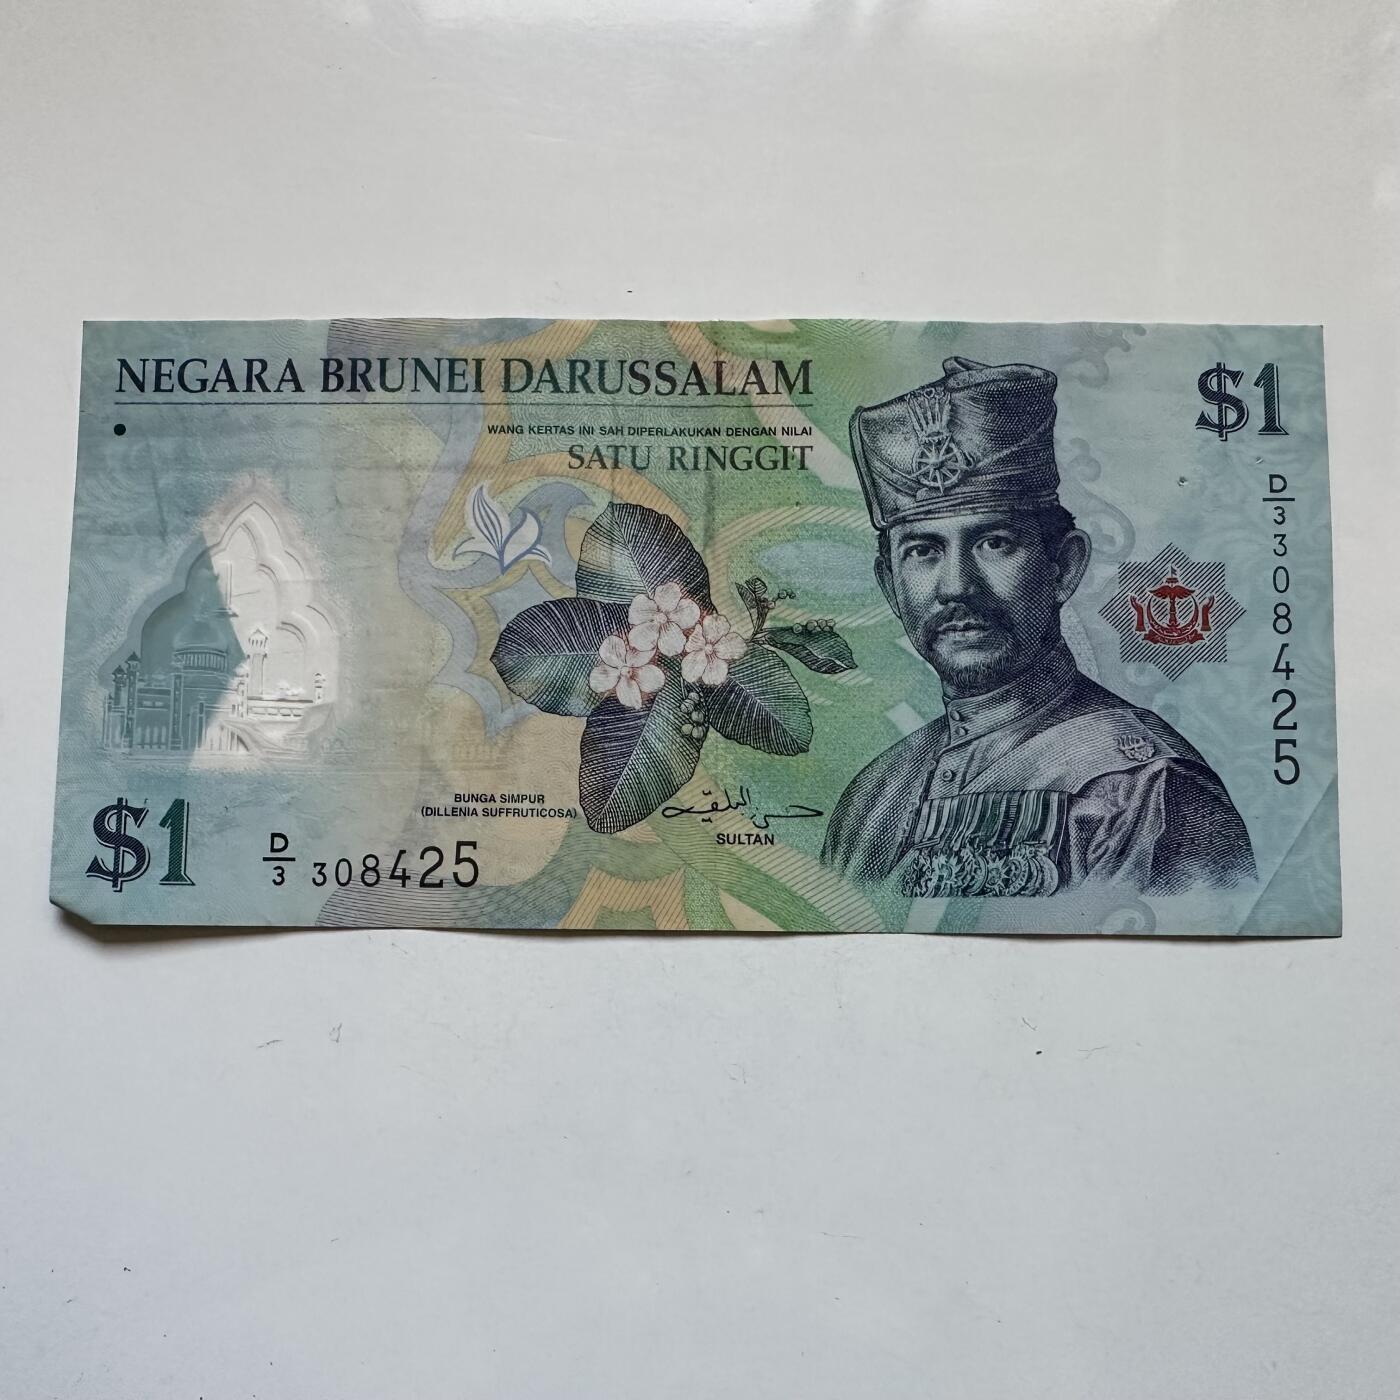 NEGARA BRUNEI DARUSSALAM
WANG KERTAS INI SAH DIPERLAKUKAN DENGAN NILAI
SATU RINGGIT
$1
D/3 308425
BUNGA SIMPUR
(DILLENIA SUFFRUTICOSA)
SULTAN
$1
D/3 308425